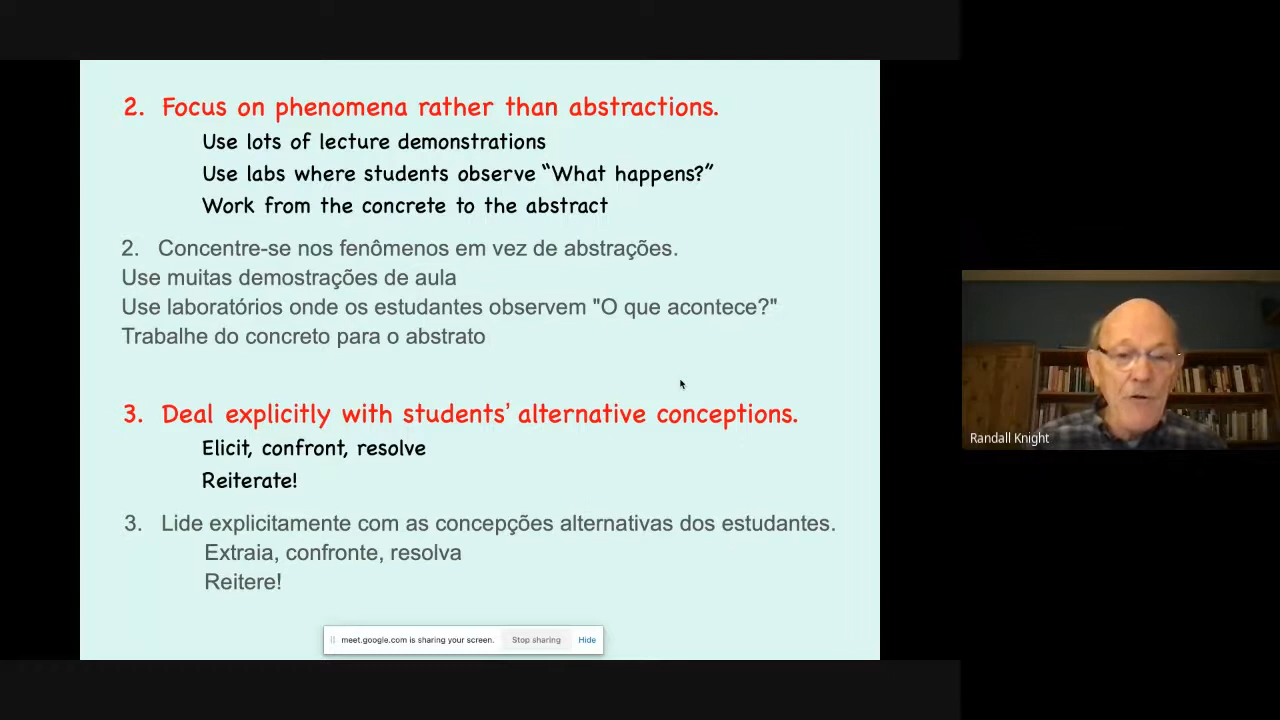 2. Focus on phenomena rather than abstractions.
Use lots of lecture demonstrations
Use labs where students observe “What happens?”
Work from the concrete to the abstract
2. Concentre-se nos fenômenos em vez de abstrações.
Use muitas demostrações de aula
Use laboratórios onde os estudantes observem "O que acontece?"
Trabalhe do concreto para o abstrato
3. Deal explicitly with students’ alternative conceptions.
Elicit, confront, resolve
Reiterate!
3. Lide explicitamente com as concepções alternativas dos estudantes.
Extraia, confronte, resolva
Reitere!
meet.google.com is sharing your screen. Stop sharing Hide
Randall Knight